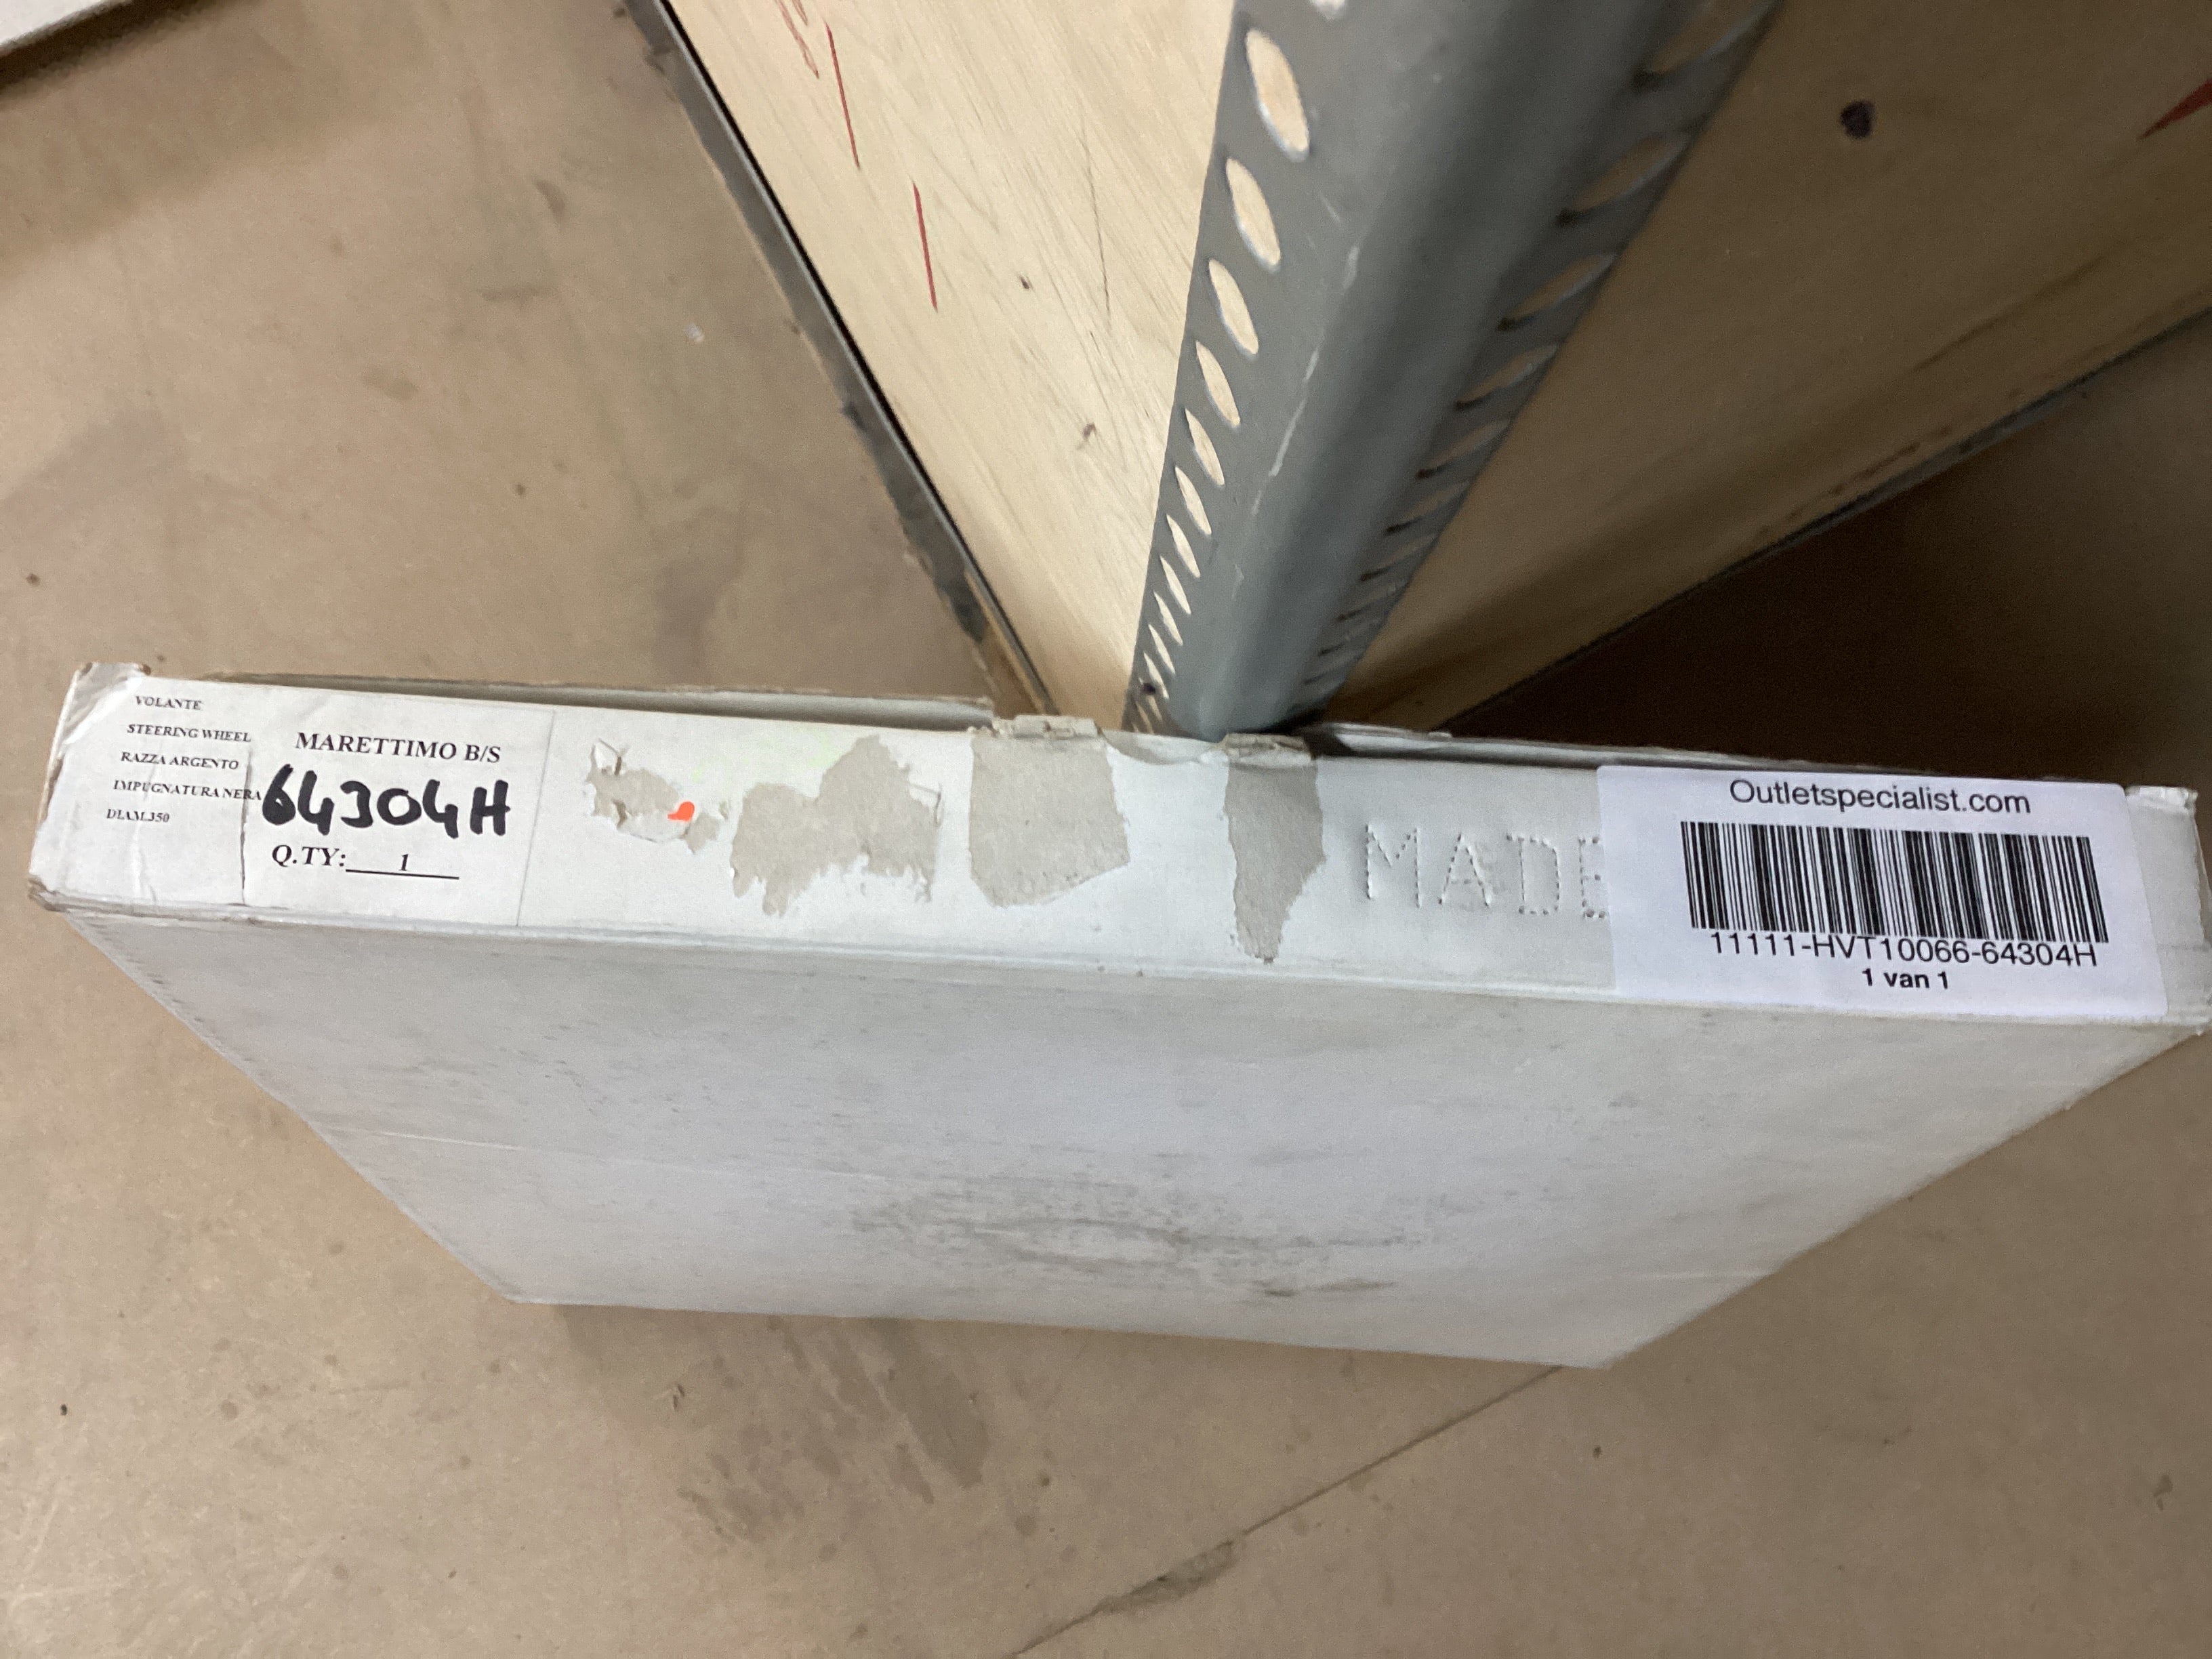 VOLANTE
STEERING WHEEL
RAZZA ARGENTO
IMPUGNATURA NERA
DIAM.350
MARETTIMO B/S
64304H
Q.TY: 1
MADE
Outletspecialist.com
11111-HVT10066-64304H
1 van 1